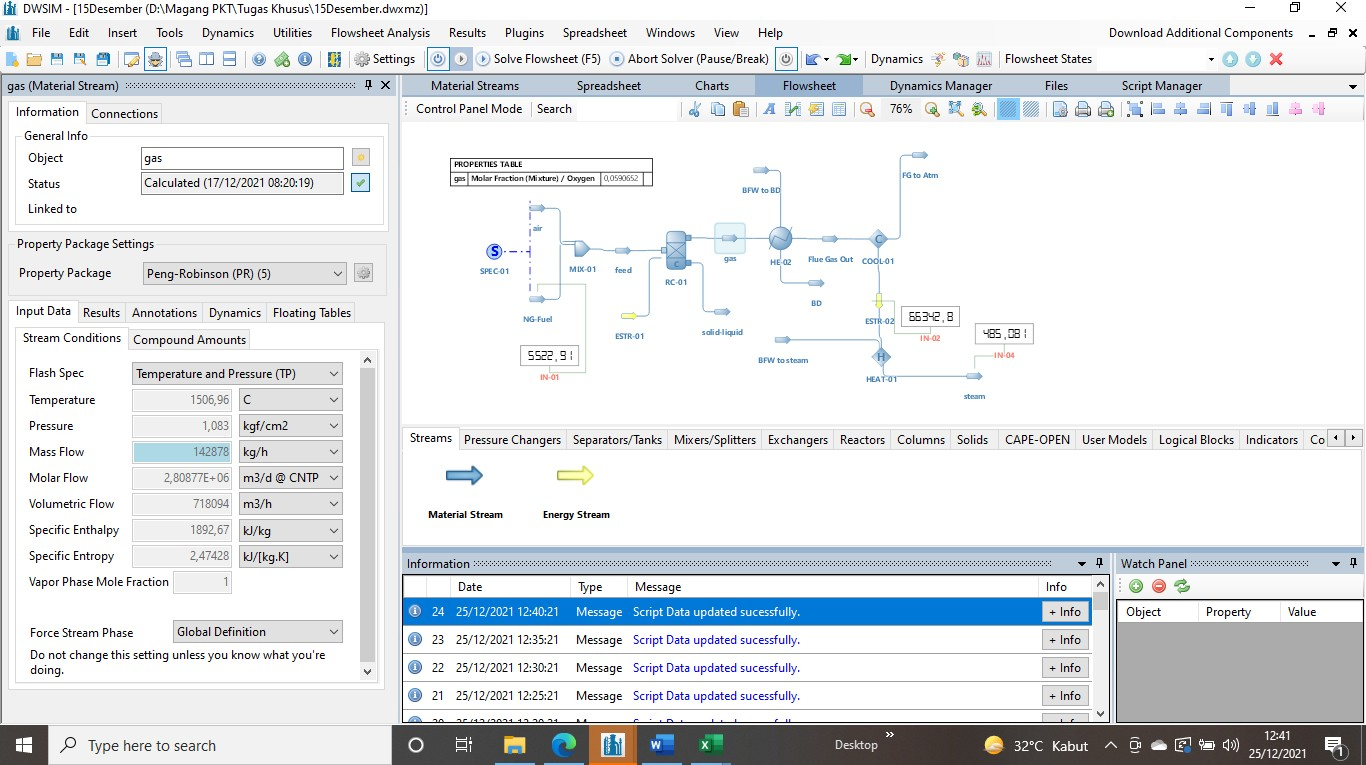 DWSIM - [15Desember (D:\Magang PKT\Tugas Khusus\15Desember.dwxmz)]
File Edit Insert Tools Dynamics Utilities Flowsheet Analysis Results Plugins Spreadsheet Windows View Help Download Additional Components
Settings Solve Flowsheet (F5) Abort Solver (Pause/Break) Dynamics Flowsheet States
gas (Material Stream)
Information Connections
General Info
Object gas
Status Calculated (17/12/2021 08:20:19)
Linked to
Property Package Settings
Property Package Peng-Robinson (PR) (5)
Input Data Results Annotations Dynamics Floating Tables
Stream Conditions Compound Amounts
Flash Spec Temperature and Pressure (TP)
Temperature 1506,96 C
Pressure 1,083 kgf/cm2
Mass Flow 142878 kg/h
Molar Flow 2,80877E+06 m3/d @ CNTP
Volumetric Flow 718094 m3/h
Specific Enthalpy 1892,67 kJ/kg
Specific Entropy 2,47428 kJ/[kg.K]
Vapor Phase Mole Fraction 1
Force Stream Phase Global Definition
Do not change this setting unless you know what you're
doing.
Material Streams Spreadsheet Charts Flowsheet Dynamics Manager Files Script Manager
Control Panel Mode Search A 76%
PROPERTIES TABLE
gas Molar Fraction (Mixture) / Oxygen 0,0590652
BFW to BD
FG to Atm
air
S
SPEC-01
MIX-01
feed
C
RC-01
gas
HE-02
Flue Gas Out
C
COOL-01
NG-Fuel
ESTR-01
solid-liquid
BD
ESTR-02
66342,8
IN-02
485,081
IN-04
5522,91
IN-01
BFW to steam
H
HEAT-01
steam
Streams Pressure Changers Separators/Tanks Mixers/Splitters Exchangers Reactors Columns Solids CAPE-OPEN User Models Logical Blocks Indicators Co
Material Stream Energy Stream
Information
Date Type Message Info
24 25/12/2021 12:40:21 Message Script Data updated sucessfully. + Info
23 25/12/2021 12:35:21 Message Script Data updated sucessfully. + Info
22 25/12/2021 12:30:21 Message Script Data updated sucessfully. + Info
21 25/12/2021 12:25:21 Message Script Data updated sucessfully. + Info
Watch Panel
Object Property Value
Type here to search
Desktop
32°C Kabut
12:41
25/12/2021
1